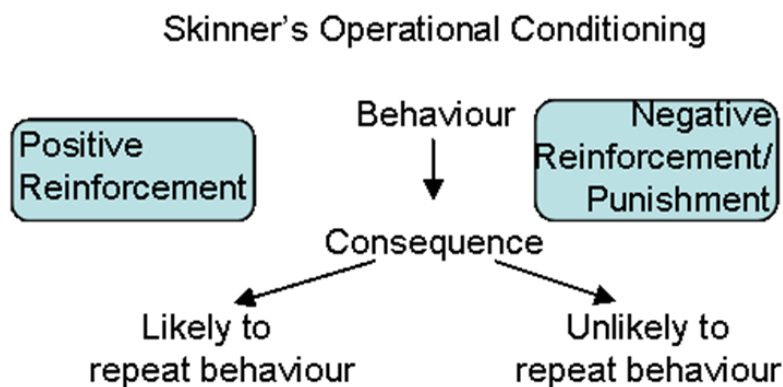 Skinner's Operational Conditioning
Positive
Reinforcement
Behaviour
Negative
Reinforcement/
Punishment
Consequence
Likely to
repeat behaviour
Unlikely to
repeat behaviour